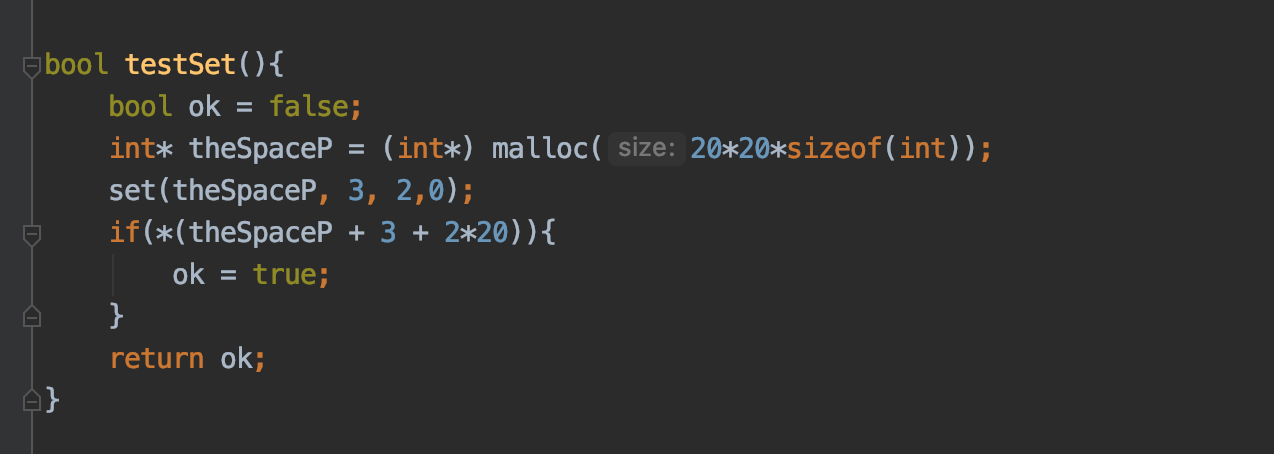 bool testSet(){
    bool ok = false;
    int* theSpaceP = (int*) malloc( size: 20*20*sizeof(int));
    set(theSpaceP, 3, 2,0);
    if(*(theSpaceP + 3 + 2*20)){
        ok = true;
    }
    return ok;
}